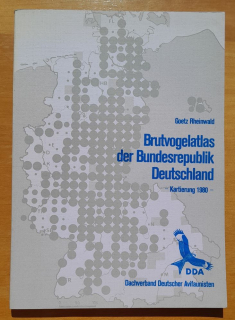 Goetz Rheinwald
Brutvogelatlas
der Bundesrepublik
Deutschland
– Kartierung 1980 –
DDA
Dachverband Deutscher Avifaunisten